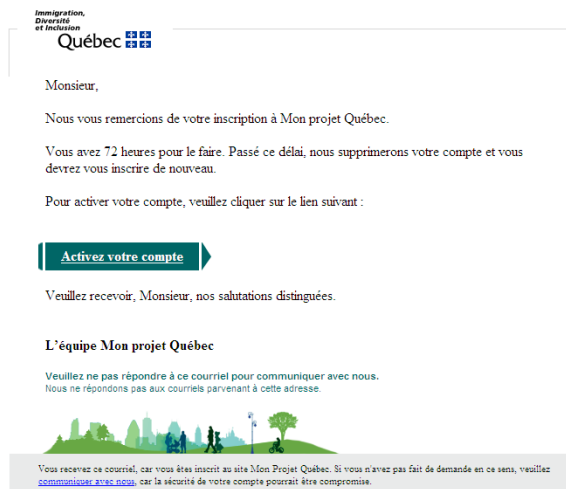 Immigration,
Diversité
et Inclusion
Québec
Monsieur,
Nous vous remercions de votre inscription à Mon projet Québec.
Vous avez 72 heures pour le faire. Passé ce délai, nous supprimerons votre compte et vous
devrez vous inscrire de nouveau.
Pour activer votre compte, veuillez cliquer sur le lien suivant :
Activez votre compte
Veuillez recevoir, Monsieur, nos salutations distinguées.
L'équipe Mon projet Québec
Veuillez ne pas répondre à ce courriel pour communiquer avec nous.
Nous ne répondons pas aux courriels parvenant à cette adresse.
Vous recevez ce courriel, car vous êtes inscrit au site Mon Projet Québec. Si vous n'avez pas fait de demande en ce sens, veuillez
communiquer avec nous, car la sécurité de votre compte pourrait être compromise.